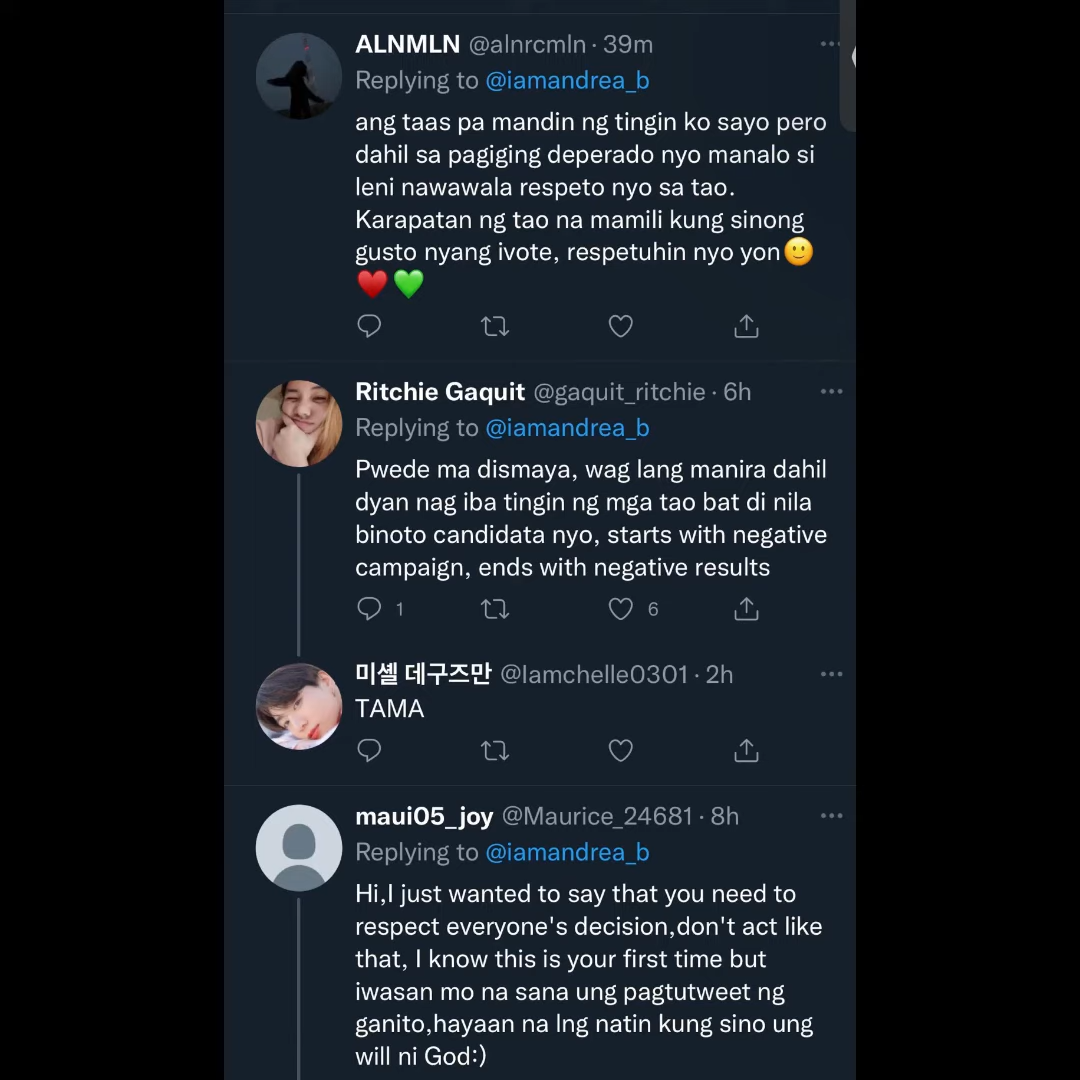 ALNMLN @alnrcmln · 39m
Replying to @iamandrea_b
ang taas pa mandin ng tingin ko sayo pero
dahil sa pagiging deperado nyo manalo si
leni nawawala respeto nyo sa tao.
Karapatan ng tao na mamili kung sinong
gusto nyang ivote, respetuhin nyo yon🙂
❤️💚
Ritchie Gaquit @gaquit_ritchie · 6h
Replying to @iamandrea_b
Pwede ma dismaya, wag lang manira dahil
dyan nag iba tingin ng mga tao bat di nila
binoto candidata nyo, starts with negative
campaign, ends with negative results
1 6
미셸 데구즈만 @Iamchelle0301 · 2h
TAMA
maui05_joy @Maurice_24681 · 8h
Replying to @iamandrea_b
Hi,I just wanted to say that you need to
respect everyone's decision,don't act like
that, I know this is your first time but
iwasan mo na sana ung pagtutweet ng
ganito,hayaan na lng natin kung sino ung
will ni God:)